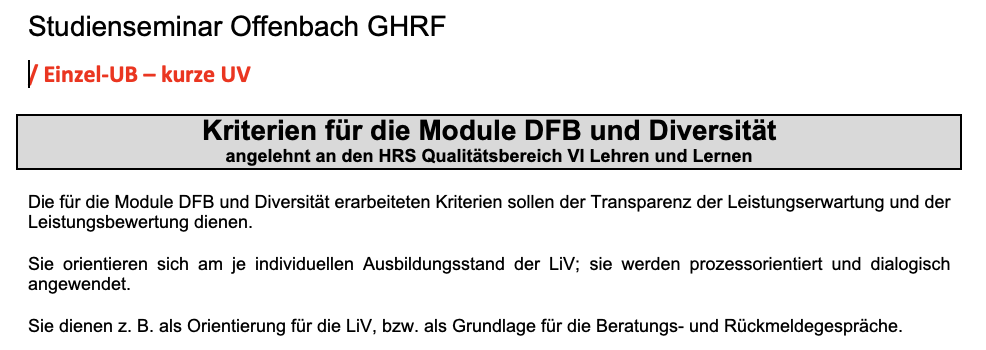 Studienseminar Offenbach GHRF
/ Einzel-UB – kurze UV
Kriterien für die Module DFB und Diversität
angelehnt an den HRS Qualitätsbereich VI Lehren und Lernen
Die für die Module DFB und Diversität erarbeiteten Kriterien sollen der Transparenz der Leistungserwartung und der
Leistungsbewertung dienen.
Sie orientieren sich am je individuellen Ausbildungsstand der LiV; sie werden prozessorientiert und dialogisch
angewendet.
Sie dienen z. B. als Orientierung für die LiV, bzw. als Grundlage für die Beratungs- und Rückmeldegespräche.